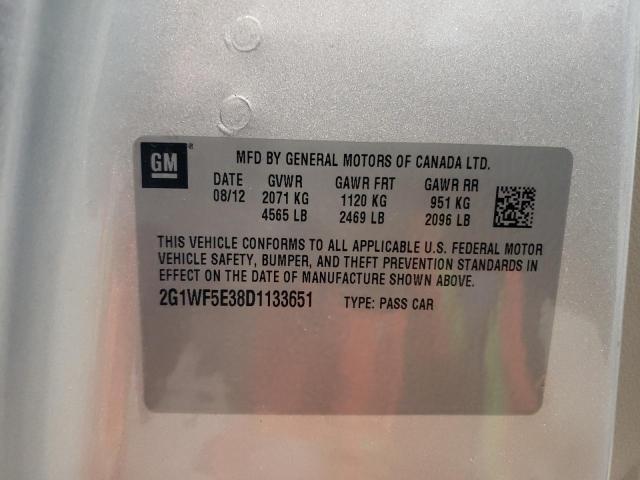 GM
MFD BY GENERAL MOTORS OF CANADA LTD.
DATE GVWR GAWR FRT GAWR RR
08/12 2071 KG 1120 KG 951 KG
4565 LB 2469 LB 2096 LB
THIS VEHICLE CONFORMS TO ALL APPLICABLE U.S. FEDERAL MOTOR
VEHICLE SAFETY, BUMPER, AND THEFT PREVENTION STANDARDS IN
EFFECT ON THE DATE OF MANUFACTURE SHOWN ABOVE.
2G1WF5E38D1133651 TYPE: PASS CAR